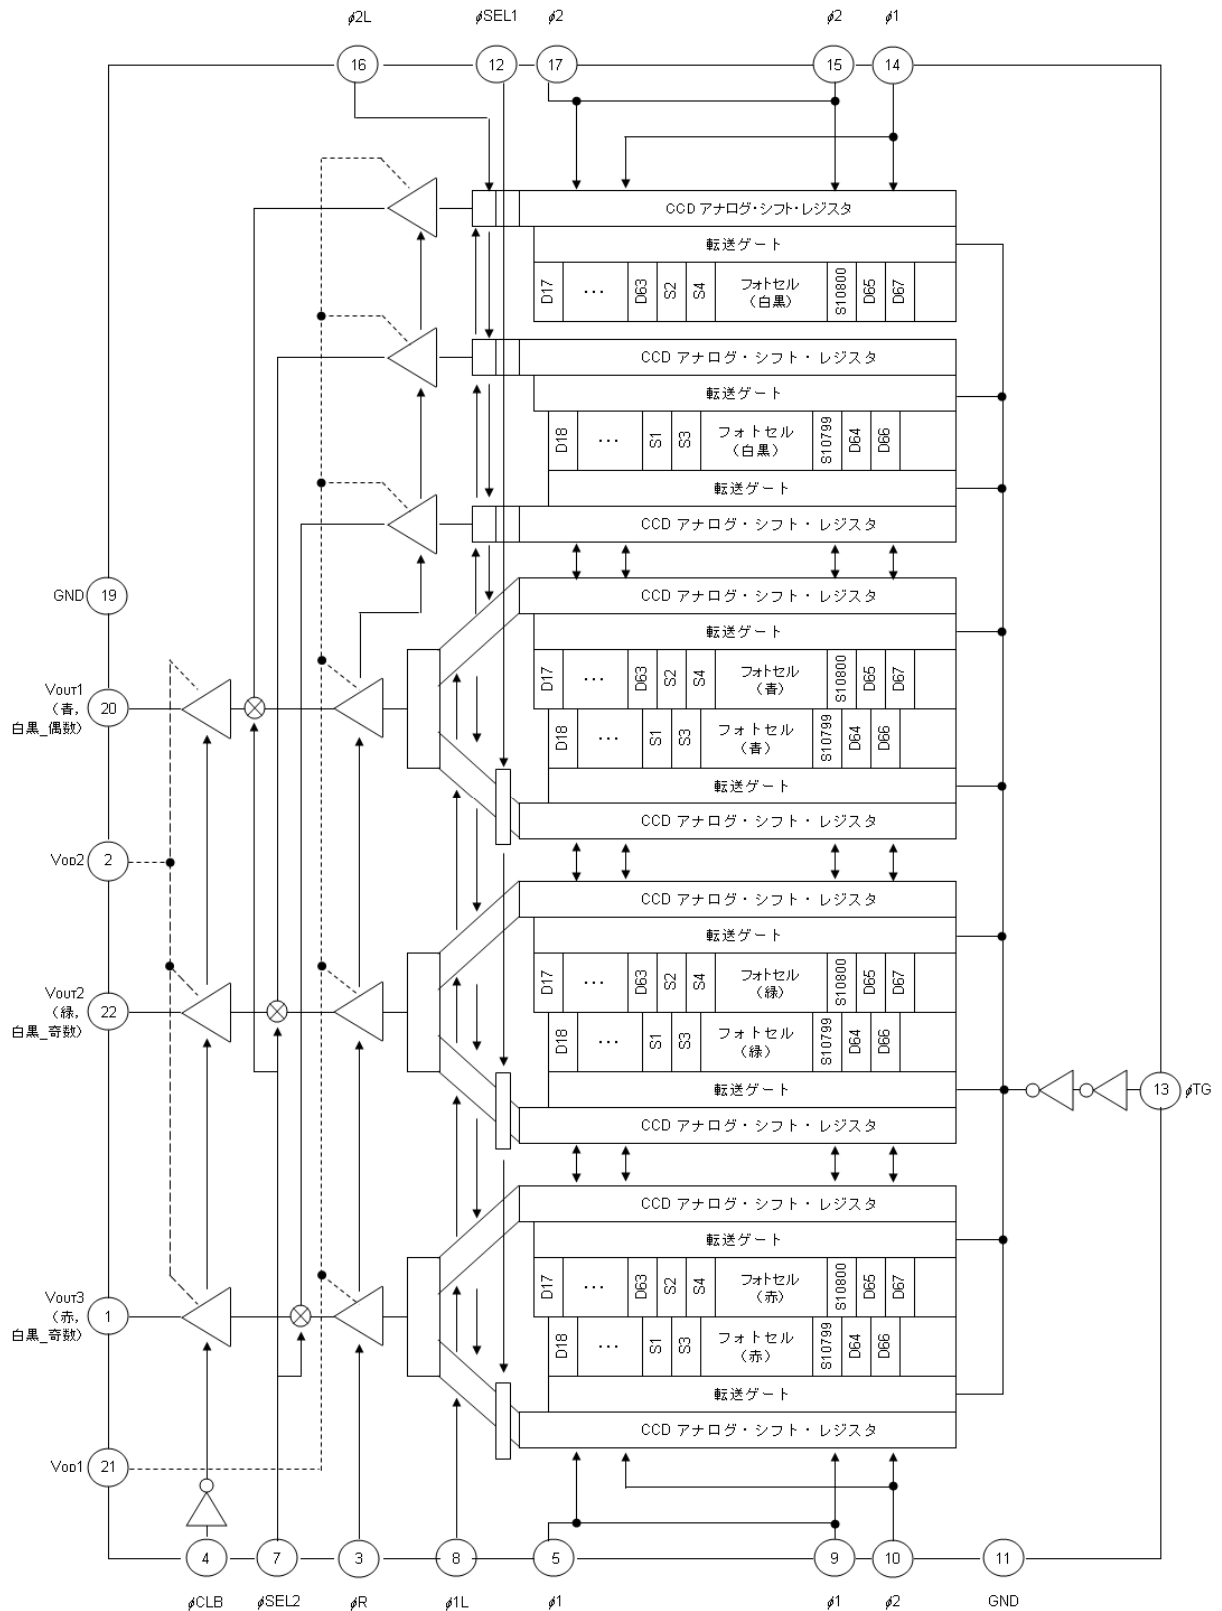 φ2L φSEL1 φ2 φ2 φ1
16 12 17 15 14
CCD アナログ・シフト・レジスタ
転送ゲート
D17 ・・・ D63 S2 S4 フォトセル (白黒) S10800 D65 D67
CCD アナログ・シフト・レジスタ
転送ゲート
D18 ・・・ S1 S3 フォトセル (白黒) S10799 D64 D66
転送ゲート
CCD アナログ・シフト・レジスタ
GND 19
CCD アナログ・シフト・レジスタ
転送ゲート
D17 ・・・ D63 S2 S4 フォトセル (青) S10800 D65 D67
VOUT1
(青,
白黒_偶数)
20
D18 ・・・ S1 S3 フォトセル (青) S10799 D64 D66
転送ゲート
CCD アナログ・シフト・レジスタ
VOD2 2
CCD アナログ・シフト・レジスタ
転送ゲート
D17 ・・・ D63 S2 S4 フォトセル (緑) S10800 D65 D67
VOUT2
(緑,
白黒_奇数)
22
D18 ・・・ S1 S3 フォトセル (緑) S10799 D64 D66
転送ゲート
13 φTG
CCD アナログ・シフト・レジスタ
CCD アナログ・シフト・レジスタ
転送ゲート
D17 ・・・ D63 S2 S4 フォトセル (赤) S10800 D65 D67
VOUT3
(赤,
白黒_奇数)
1
D18 ・・・ S1 S3 フォトセル (赤) S10799 D64 D66
転送ゲート
CCD アナログ・シフト・レジスタ
VOD1 21
4 7 3 8 5 9 10 11
φCLB φSEL2 φR φ1L φ1 φ1 φ2 GND